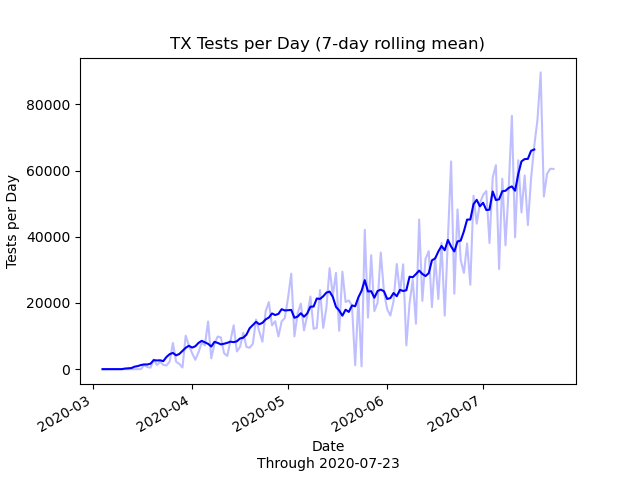 TX Tests per Day (7-day rolling mean)
80000
60000
40000
20000
0
Tests per Day
2020-03
2020-04
2020-05
2020-06
2020-07
Date
Through 2020-07-23